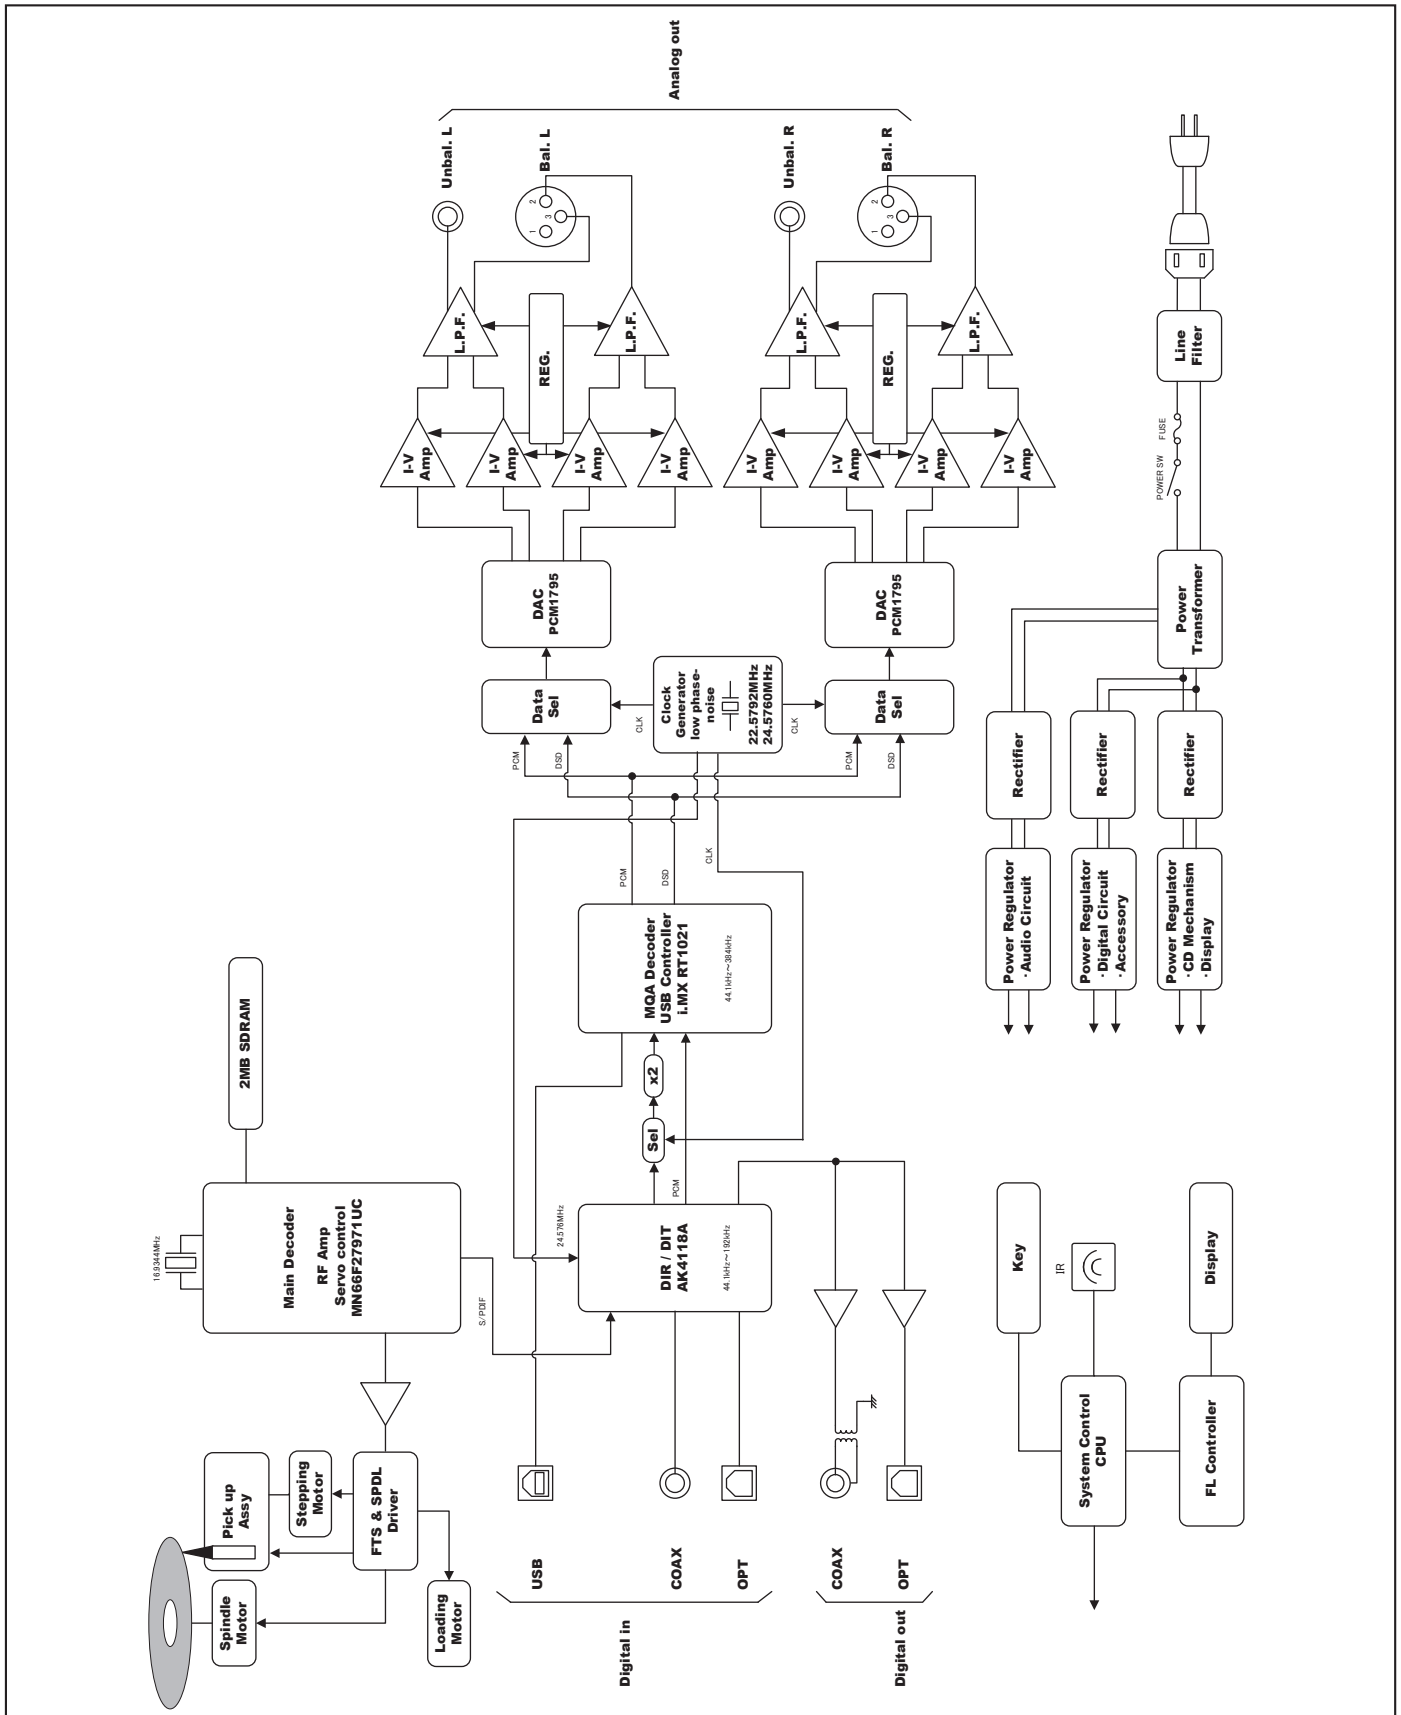 Spindle
Motor
Pick up
Assy
Stepping
Motor
FTS & SPDL
Driver
Loading
Motor
16.9344MHz
Main Decoder
RF Amp
Servo control
MN66F27971UC
2MB SDRAM
S/PDIF
24.576MHz
Digital in
USB
COAX
OPT
Digital out
COAX
OPT
DIR / DIT
AK4118A
44.1kHz～192kHz
PCM
Sel
x2
MQA Decoder
USB Controller
i.MX RT1021
44.1kHz～384kHz
PCM
DSD
CLK
PCM
DSD
CLK
Data
Sel
Clock
Generator
low phase-
noise
22.5792MHz
24.5760MHz
CLK
PCM
DSD
Data
Sel
DAC
PCM1795
DAC
PCM1795
I-V
Amp
I-V
Amp
I-V
Amp
I-V
Amp
REG.
L.P.F.
L.P.F.
Unbal. L
Bal. L
1
2
3
I-V
Amp
I-V
Amp
I-V
Amp
I-V
Amp
REG.
L.P.F.
L.P.F.
Unbal. R
Bal. R
1
2
3
Analog out
System Control
CPU
Key
IR
FL Controller
Display
Power Regulator
・Audio Circuit
Rectifier
Power Regulator
・Digital Circuit
・Accessory
Rectifier
Power Regulator
・CD Mechanism
・Display
Rectifier
Power
Transformer
POWER SW
FUSE
Line
Filter